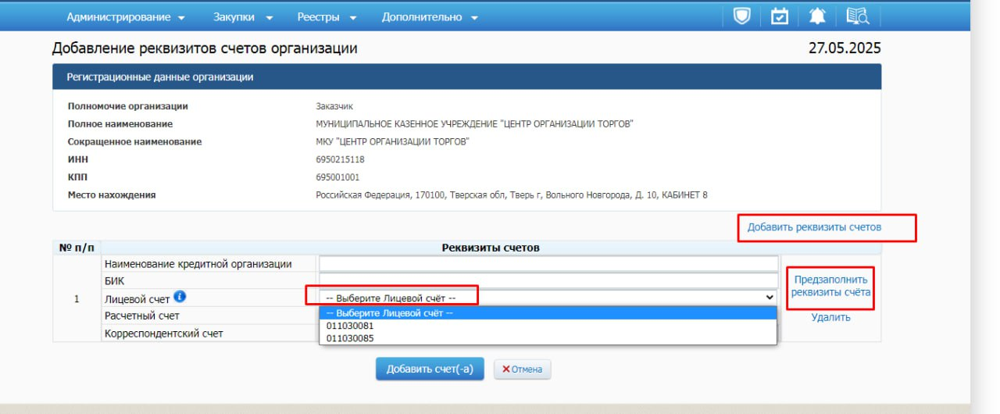 Администрирование Закупки Реестры Дополнительно
Добавление реквизитов счетов организации 27.05.2025
Регистрационные данные организации
Полномочие организации Заказчик
Полное наименование МУНИЦИПАЛЬНОЕ КАЗЕННОЕ УЧРЕЖДЕНИЕ "ЦЕНТР ОРГАНИЗАЦИИ ТОРГОВ"
Сокращенное наименование МКУ "ЦЕНТР ОРГАНИЗАЦИИ ТОРГОВ"
ИНН 6950215118
КПП 695001001
Место нахождения Российская Федерация, 170100, Тверская обл, Тверь г, Вольного Новгорода, Д. 10, КАБИНЕТ 8
Добавить реквизиты счетов
№ п/п Реквизиты счетов
Наименование кредитной организации
БИК
Предзаполнить
реквизиты счёта
1 Лицевой счет -- Выберите Лицевой счёт --
Расчетный счет -- Выберите Лицевой счёт --
Удалить
011030081
Корреспондентский счет 011030085
Добавить счет(-а) Отмена